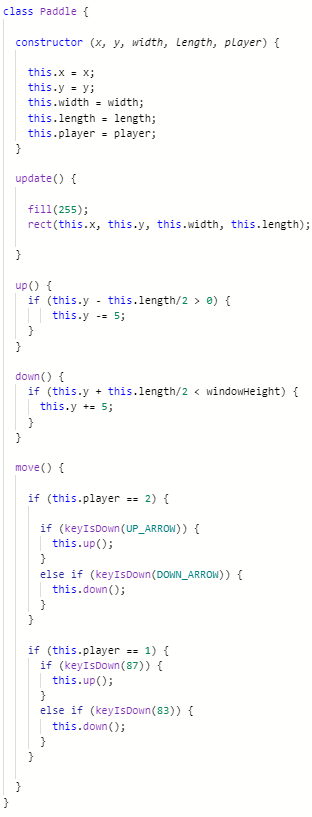 class Paddle {
constructor (x, y, width, length, player) {
this.x = x;
this.y = y;
this.width = width;
this.length = length;
this.player = player;
}
update() {
fill(255);
rect(this.x, this.y, this.width, this.length);
}
up() {
if (this.y - this.length/2 > 0) {
this.y -= 5;
}
}
down() {
if (this.y + this.length/2 < windowHeight) {
this.y += 5;
}
}
move() {
if (this.player == 2) {
if (keyIsDown(UP_ARROW)) {
this.up();
}
else if (keyIsDown(DOWN_ARROW)) {
this.down();
}
}
if (this.player == 1) {
if (keyIsDown(87)) {
this.up();
}
else if (keyIsDown(83)) {
this.down();
}
}
}
}